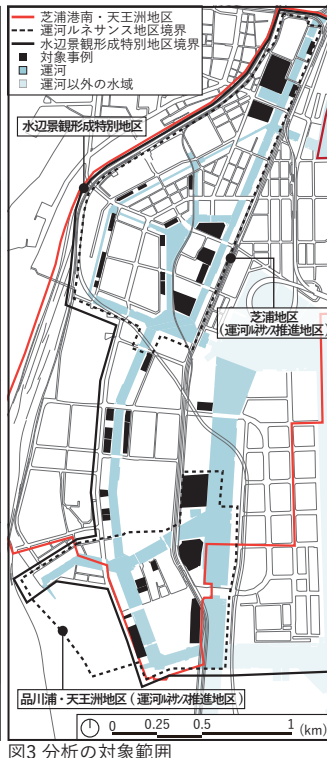 芝浦港南・天王洲地区
運河ルネサンス地区境界
水辺景観形成特別地区境界
対象事例
運河
運河以外の水域
水辺景観形成特別地区
芝浦地区
(運河ルネサンス推進地区)
品川浦・天王洲地区(運河ルネサンス推進地区)
0 0.25 0.5 1 (km)
図3 分析の対象範囲